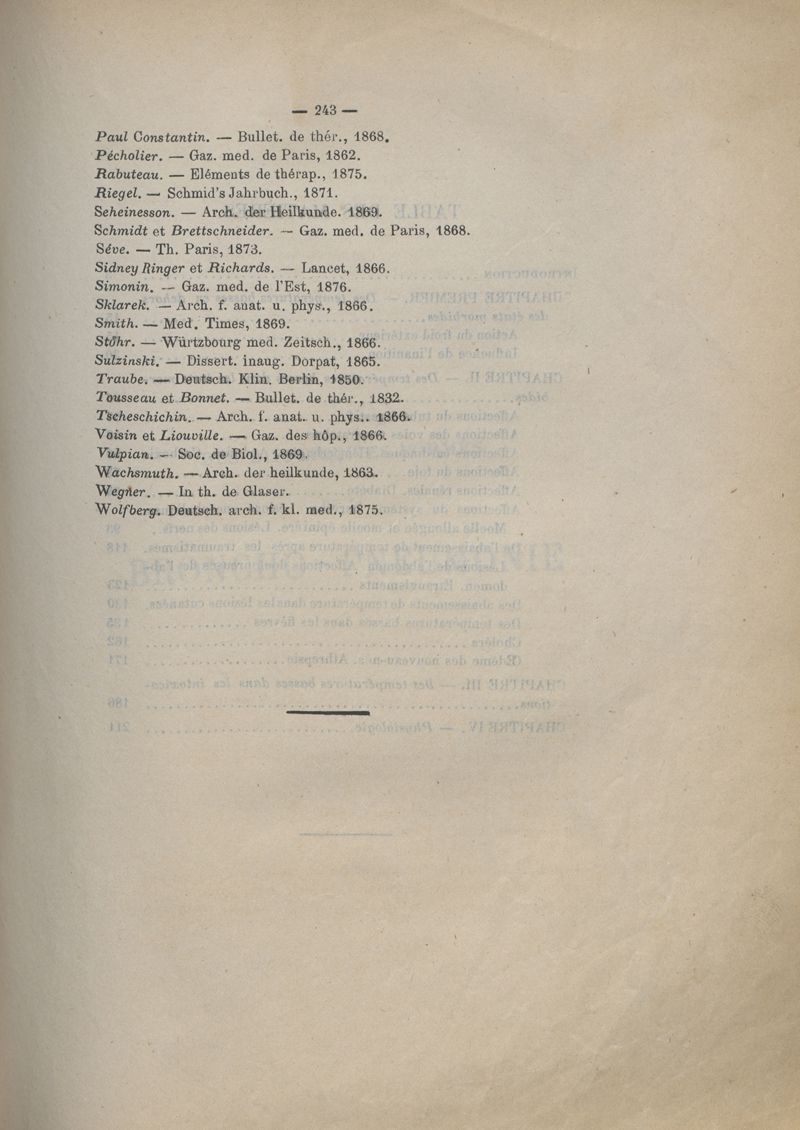 — 243 —
Paul Constantin. — Bullet. de thér., 1868.
Pécholier. — Gaz. med. de Paris, 1862.
Rabuteau. — Eléments de thérap., 1875.
Riegel. — Schmid's Jahrbuch., 1871.
Seheinesson. — Arch. der Heilkunde. 1869.
Schmidt et Brettschneider. — Gaz. med. de Paris, 1868.
Séve. — Th. Paris, 1873.
Sidney Ringer et Richards. — Lancet, 1866.
Simonin. — Gaz. med. de l'Est, 1876.
Sklarek. — Arch. f. anat. u. phys., 1866.
Smith. — Med. Times, 1869.
Stöhr. — Würtzbourg med. Zeitsch., 1866.
Sulzinski. — Dissert. inaug. Dorpat, 1865.
Traube. — Deutsch. Klin. Berlin, 1850.
Tousseau et Bonnet. — Bullet. de thér., 1832.
Tscheschichin. — Arch. f. anat. u. phys.. 1866.
Voisin et Liouville. — Gaz. des hôp., 1866.
Vulpian. — Soc. de Biol., 1869.
Wachsmuth. — Arch. der heilkunde, 1863.
Wegner. — In th. de Glaser.
Wolfberg. Deutsch. arch. f. kl. med., 1875.